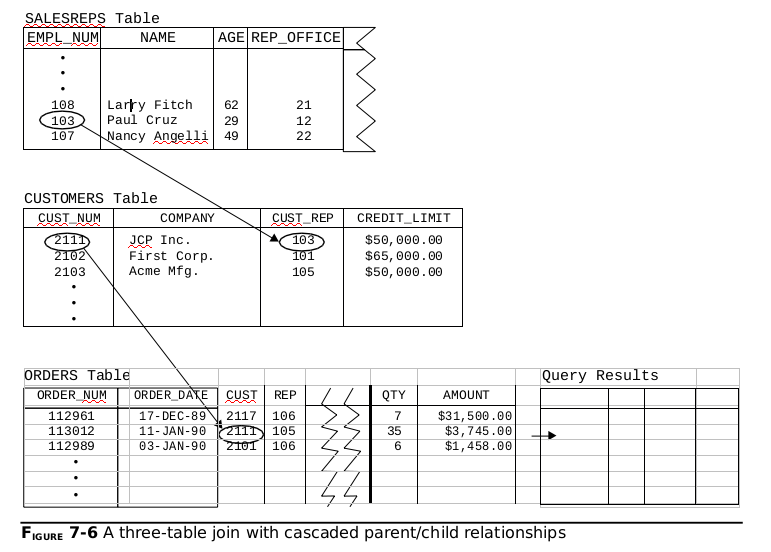 SALESREPS Table
EMPL_NUM NAME AGE REP_OFFICE
•
•
•
108 Larry Fitch 62 21
103 Paul Cruz 29 12
107 Nancy Angelli 49 22
CUSTOMERS Table
CUST_NUM COMPANY CUST_REP CREDIT_LIMIT
2111 JCP Inc. 103 $50,000.00
2102 First Corp. 101 $65,000.00
2103 Acme Mfg. 105 $50,000.00
•
•
•
ORDERS Table Query Results
ORDER_NUM ORDER_DATE CUST REP QTY AMOUNT
112961 17-DEC-89 2117 106 7 $31,500.00
113012 11-JAN-90 2111 105 35 $3,745.00
112989 03-JAN-90 2101 106 6 $1,458.00
•
•
•
FIGURE 7-6 A three-table join with cascaded parent/child relationships